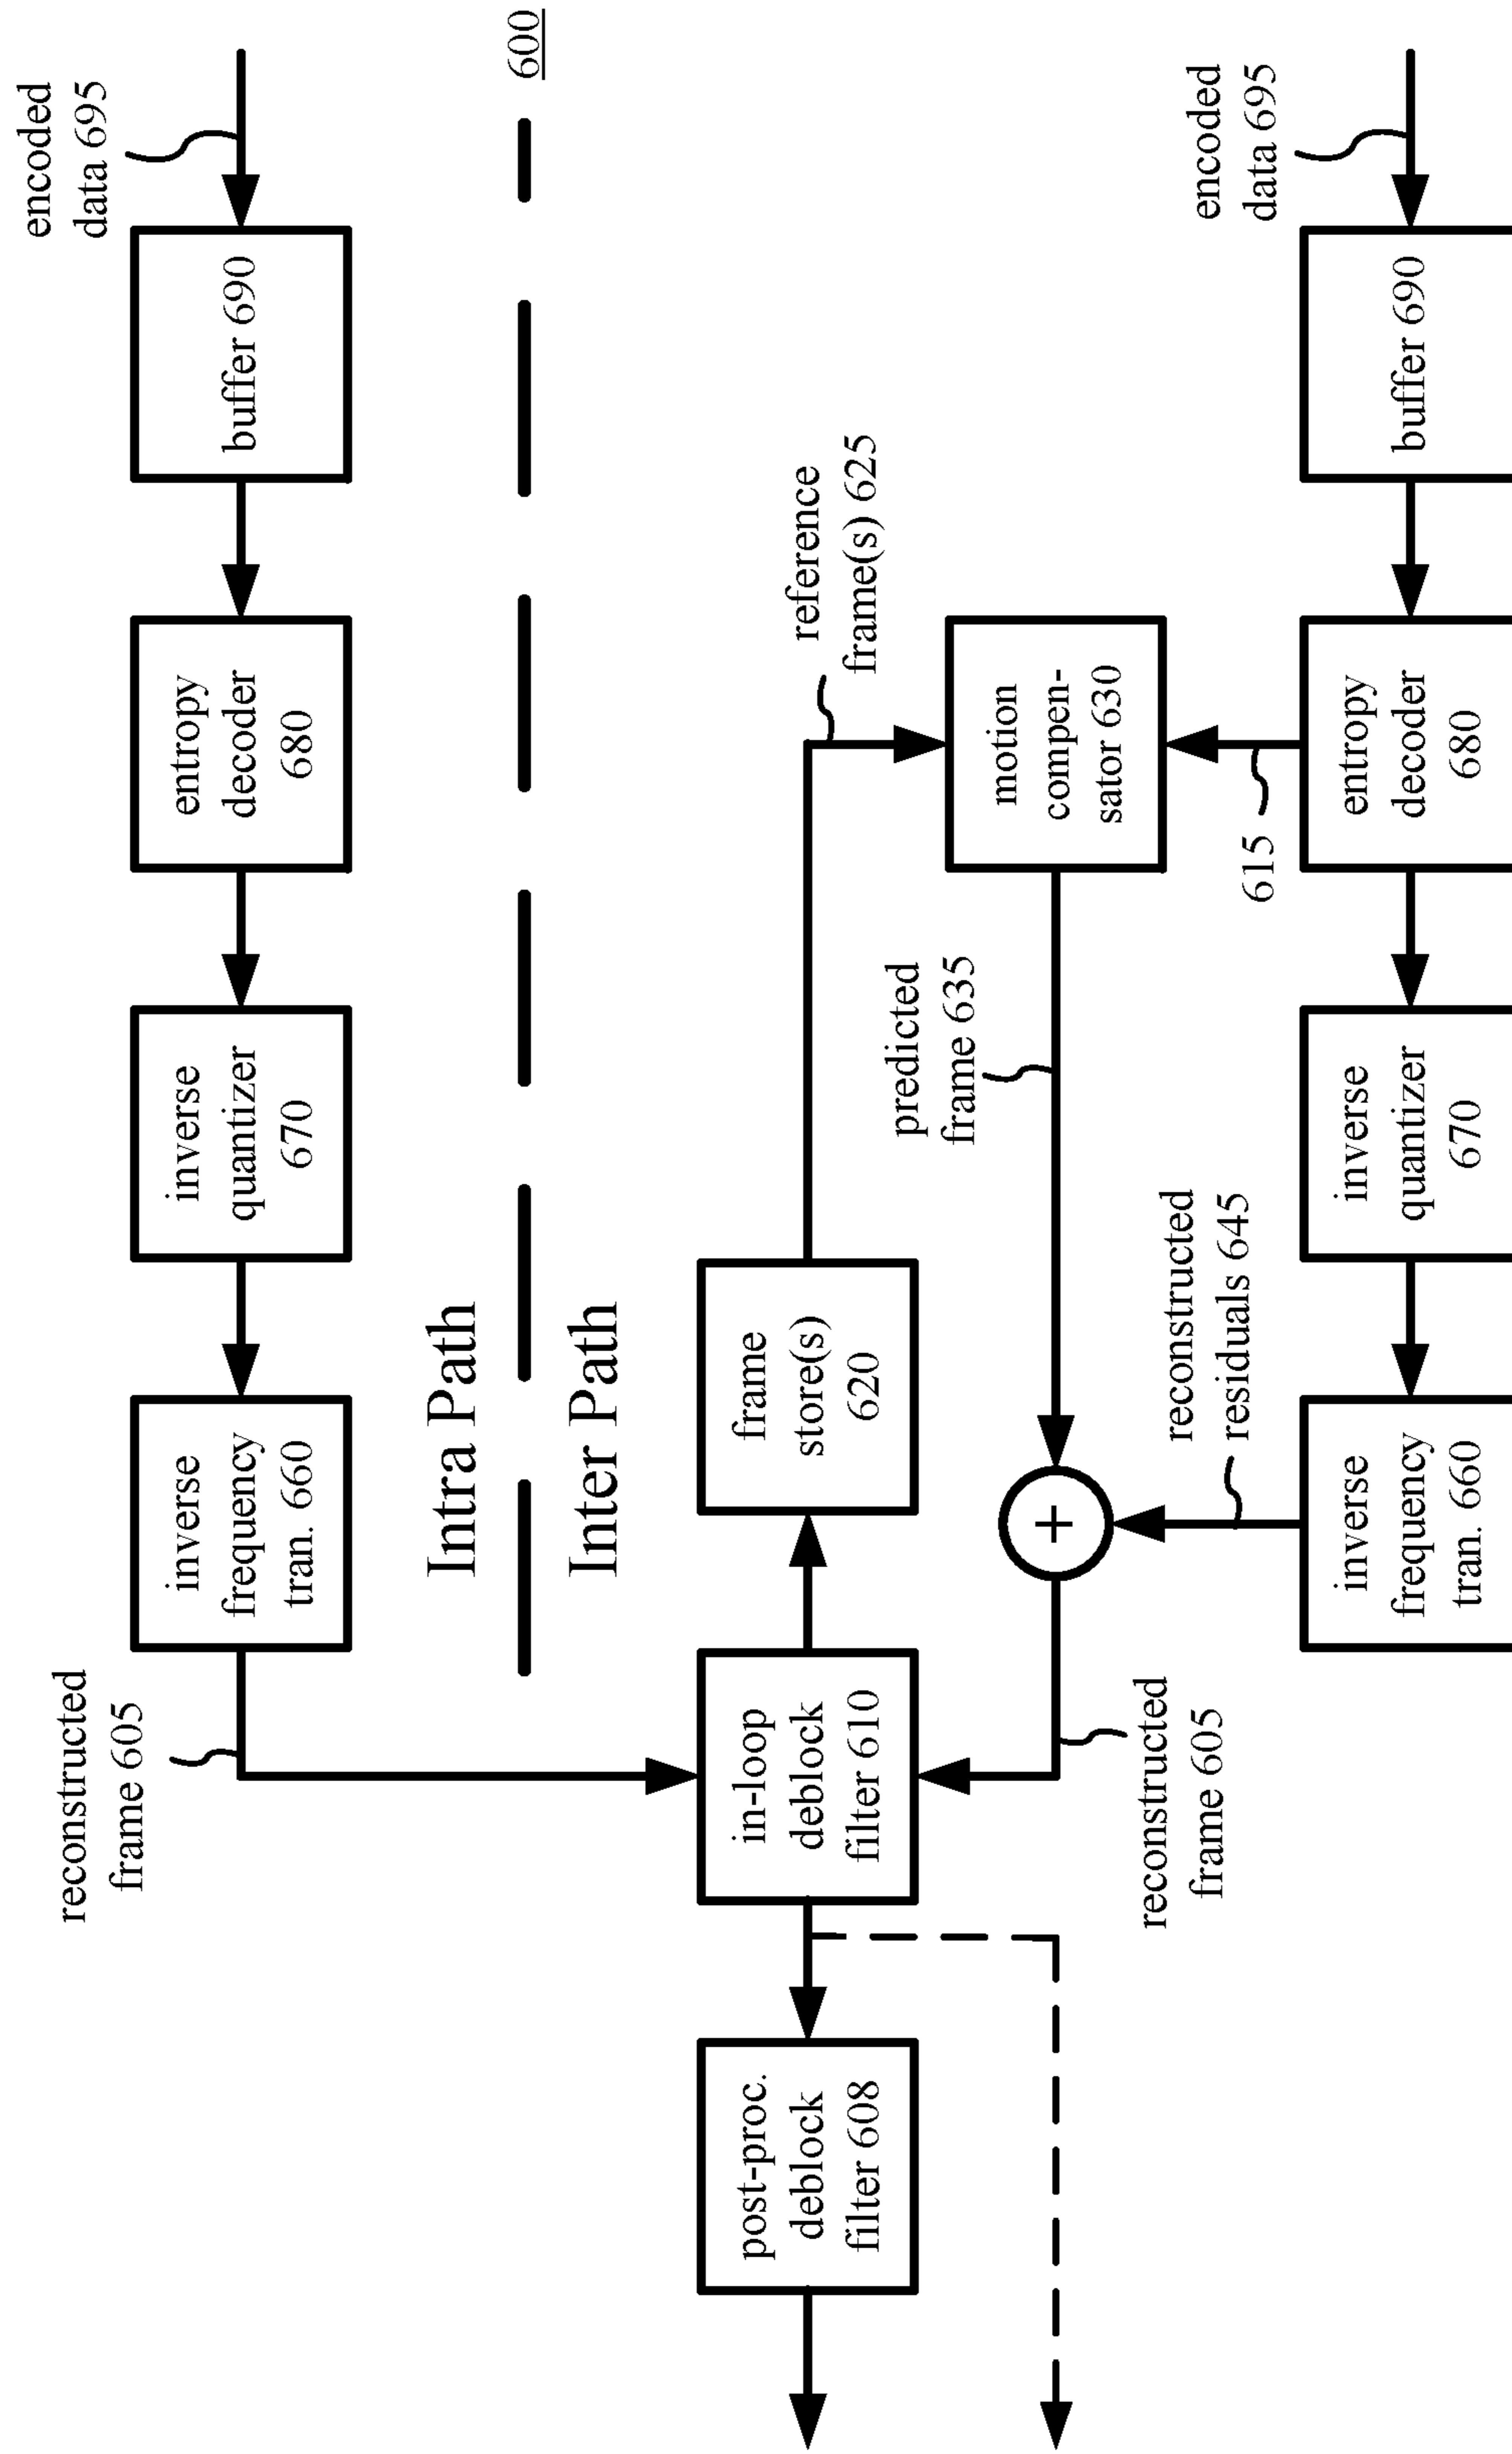 encoded
data 695
buffer 690
entropy
decoder
680
inverse
quantizer
670
inverse
frequency
tran. 660
reconstructed
frame 605
600
Intra Path
Inter Path
reference
frame(s) 625
frame
store(s)
620
in-loop
deblock
filter 610
post-proc.
deblock
filter 608
motion
compen-
sator 630
predicted
frame 635
+
reconstructed
frame 605
615
reconstructed
residuals 645
encoded
data 695
buffer 690
entropy
decoder
680
inverse
quantizer
670
inverse
frequency
tran. 660